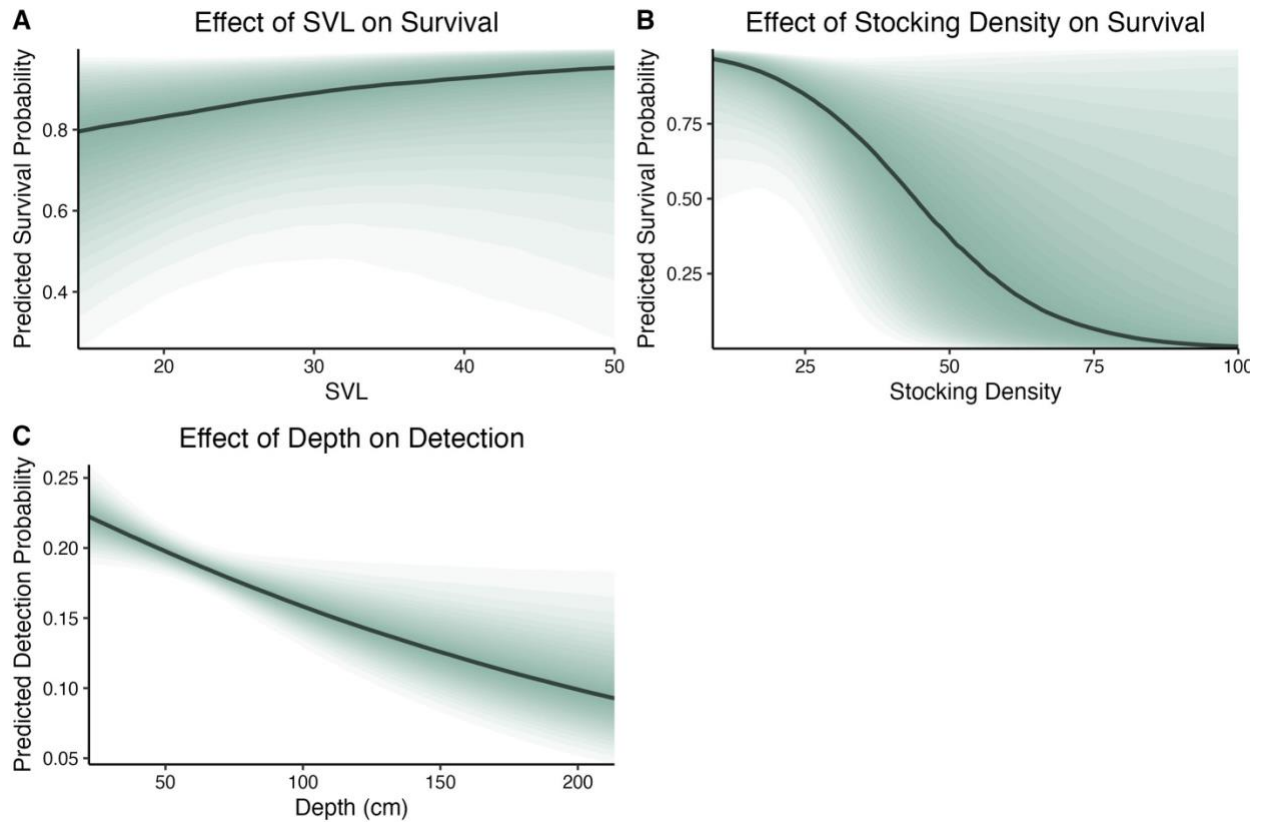 A
Effect of SVL on Survival
Predicted Survival Probability
0.8
0.6
0.4
20
30
40
50
SVL
B
Effect of Stocking Density on Survival
Predicted Survival Probability
0.75
0.50
0.25
25
50
75
100
Stocking Density
C
Effect of Depth on Detection
Predicted Detection Probability
0.25
0.20
0.15
0.10
0.05
50
100
150
200
Depth (cm)